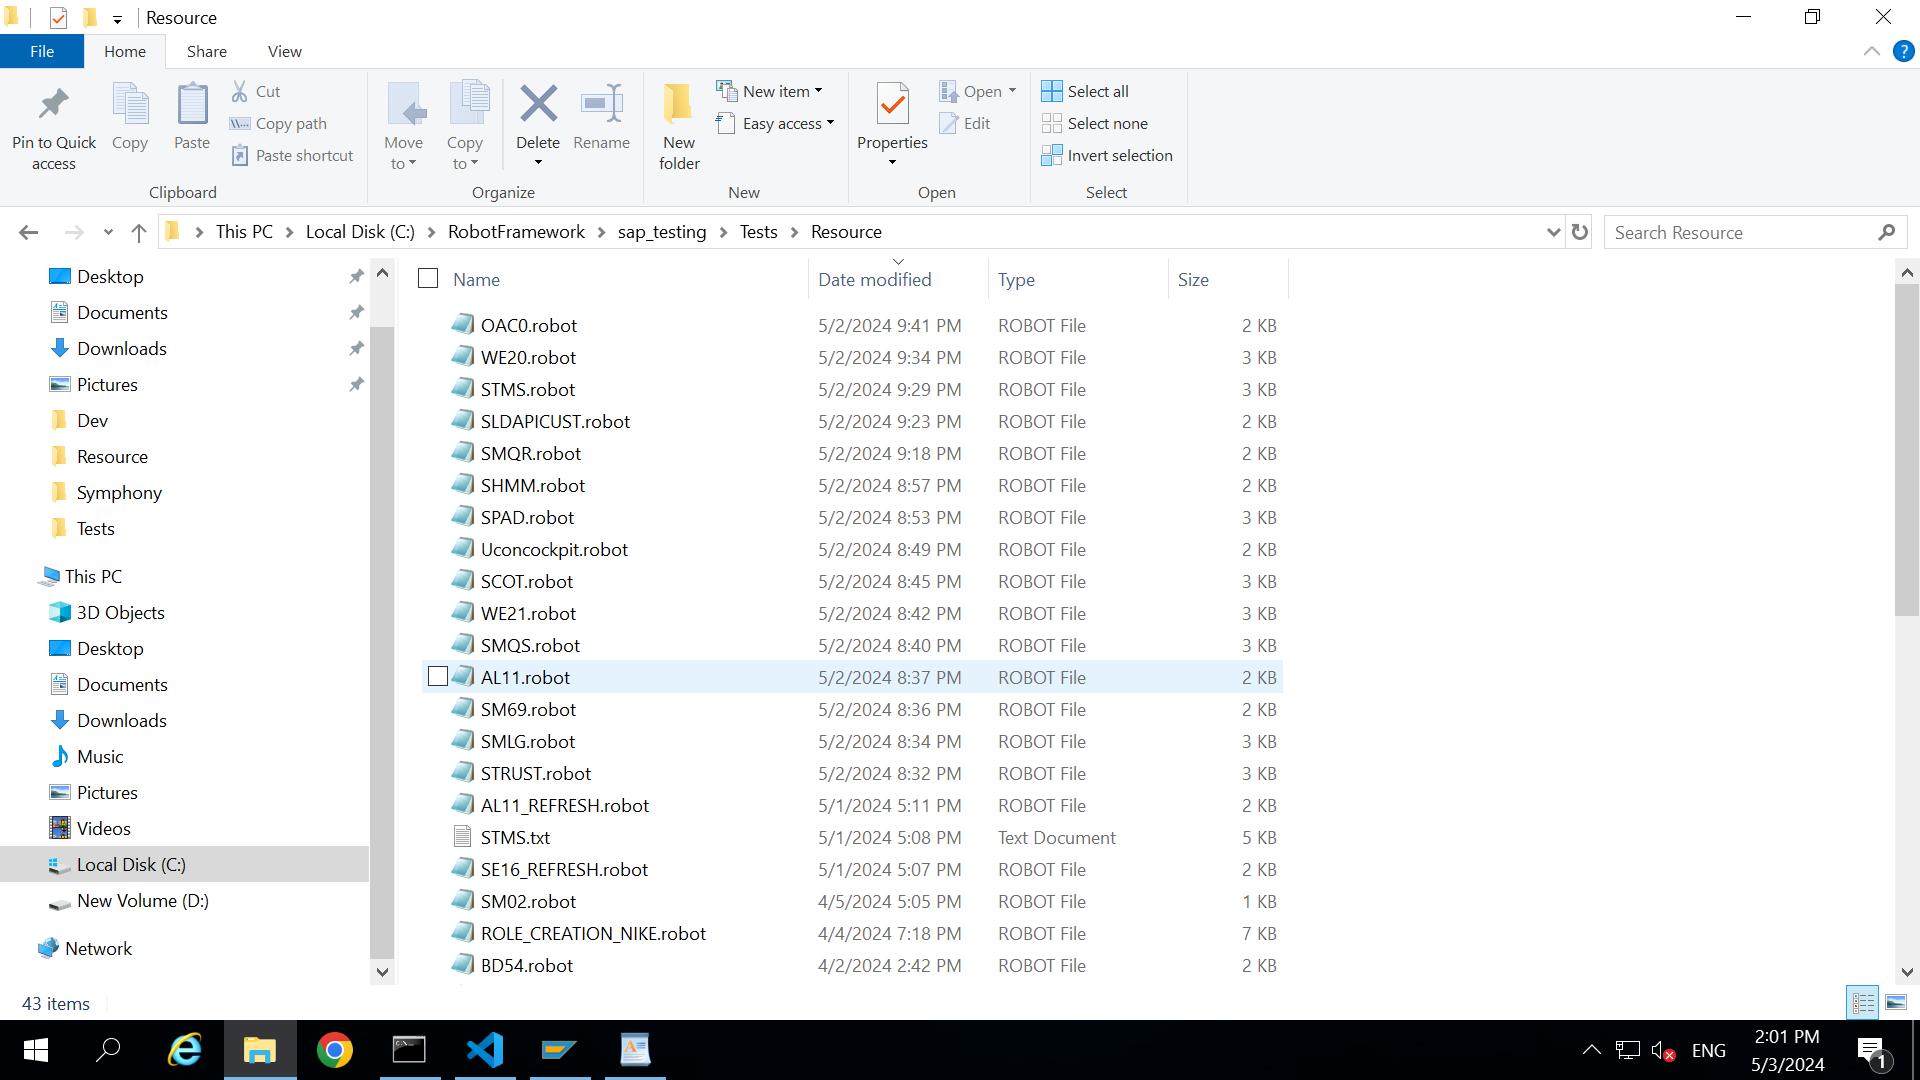 Resource
File Home Share View
Pin to Quick access
Copy
Paste
Cut
Copy path
Paste shortcut
Clipboard
Move to
Copy to
Delete
Rename
Organize
New folder
New item
Easy access
New
Properties
Open
Edit
Open
Select all
Select none
Invert selection
Select
This PC Local Disk (C:) RobotFramework sap_testing Tests Resource
Search Resource
Desktop
Documents
Downloads
Pictures
Dev
Resource
Symphony
Tests
This PC
3D Objects
Desktop
Documents
Downloads
Music
Pictures
Videos
Local Disk (C:)
New Volume (D:)
Network
Name Date modified Type Size
OAC0.robot 5/2/2024 9:41 PM ROBOT File 2 KB
WE20.robot 5/2/2024 9:34 PM ROBOT File 3 KB
STMS.robot 5/2/2024 9:29 PM ROBOT File 3 KB
SLDAPICUST.robot 5/2/2024 9:23 PM ROBOT File 2 KB
SMQR.robot 5/2/2024 9:18 PM ROBOT File 2 KB
SHMM.robot 5/2/2024 8:57 PM ROBOT File 2 KB
SPAD.robot 5/2/2024 8:53 PM ROBOT File 3 KB
Uconcockpit.robot 5/2/2024 8:49 PM ROBOT File 2 KB
SCOT.robot 5/2/2024 8:45 PM ROBOT File 3 KB
WE21.robot 5/2/2024 8:42 PM ROBOT File 3 KB
SMQS.robot 5/2/2024 8:40 PM ROBOT File 3 KB
AL11.robot 5/2/2024 8:37 PM ROBOT File 2 KB
SM69.robot 5/2/2024 8:36 PM ROBOT File 2 KB
SMLG.robot 5/2/2024 8:34 PM ROBOT File 3 KB
STRUST.robot 5/2/2024 8:32 PM ROBOT File 3 KB
AL11_REFRESH.robot 5/1/2024 5:11 PM ROBOT File 2 KB
STMS.txt 5/1/2024 5:08 PM Text Document 5 KB
SE16_REFRESH.robot 5/1/2024 5:07 PM ROBOT File 2 KB
SM02.robot 4/5/2024 5:05 PM ROBOT File 1 KB
ROLE_CREATION_NIKE.robot 4/4/2024 7:18 PM ROBOT File 7 KB
BD54.robot 4/2/2024 2:42 PM ROBOT File 2 KB
43 items
ENG
2:01 PM
5/3/2024
1